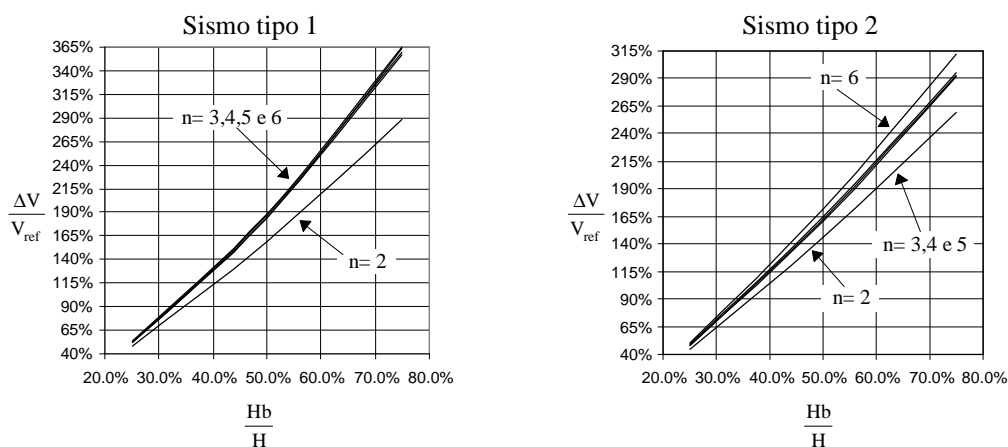 Sismo tipo 1
365%
340%
315%
290%
265%
240%
215%
190%
165%
140%
115%
90%
65%
40%
ΔV
V_ref
n= 3,4,5 e 6
n= 2
20.0% 30.0% 40.0% 50.0% 60.0% 70.0% 80.0%
Hb
H
Sismo tipo 2
315%
290%
265%
240%
215%
190%
165%
140%
115%
90%
65%
40%
ΔV
V_ref
n= 6
n= 3,4 e 5
n= 2
20.0% 30.0% 40.0% 50.0% 60.0% 70.0% 80.0%
Hb
H